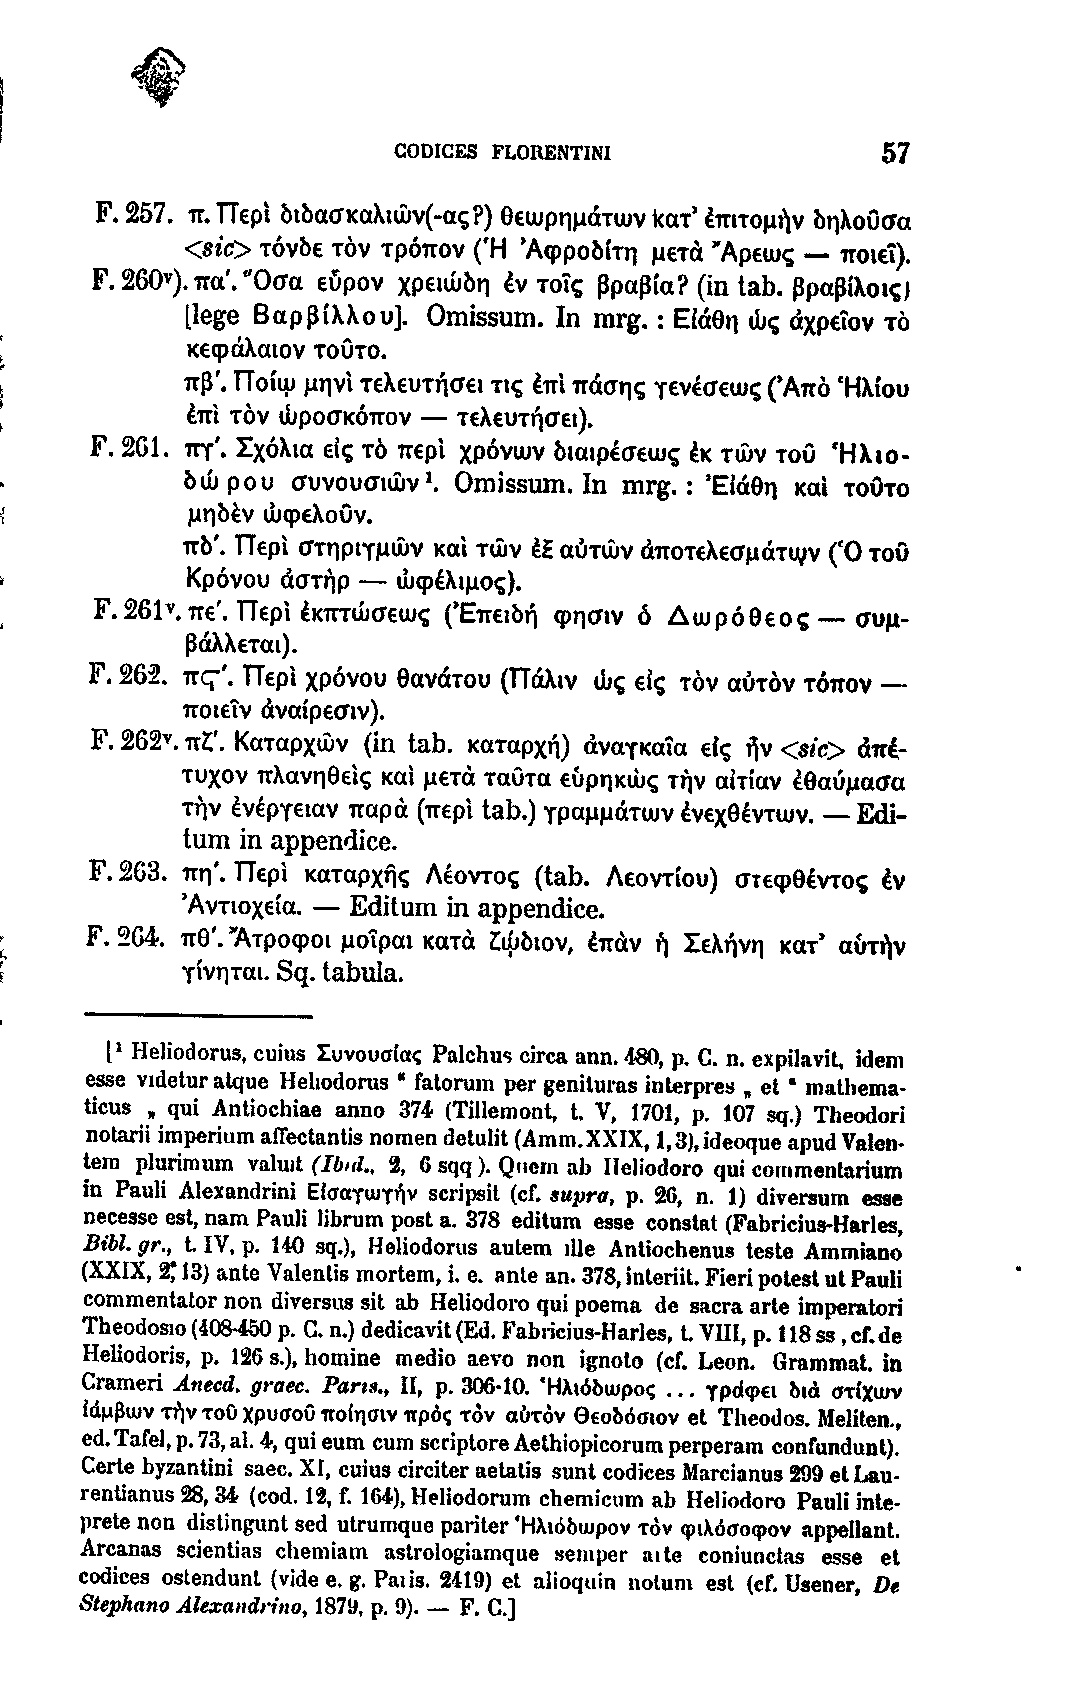 CODICES FLORENTINI 57
F. 257. π. Περὶ διδασκαλιῶν(-ας?) θεωρημάτων κατ' ἐπιτομὴν δηλοῦσα
<sic> τόνδε τὸν τρόπον (Ἡ Ἀφροδίτη μετὰ Ἄρεως — ποιεῖ).
F. 260ᵛ). πα'. Ὅσα εὗρον χρειώδη ἐν τοῖς βραβία? (in tab. βραβίλοις)
[lege Βαρβίλλου]. Omissum. In mrg. : Εἰάθη ὡς ἀχρεῖον τὸ
κεφάλαιον τοῦτο.
πβ'. Ποίῳ μηνὶ τελευτήσει τις ἐπὶ πάσης γενέσεως (Ἀπὸ Ἡλίου
ἐπὶ τὸν ὡροσκόπον — τελευτήσει).
F. 261. πγ'. Σχόλια εἰς τὸ περὶ χρόνων διαιρέσεως ἐκ τῶν τοῦ Ἡλιο-
δώρου συνουσιῶν ¹. Omissum. In mrg. : Ἐιάθη καὶ τοῦτο
μηδὲν ὠφελοῦν.
πδ'. Περὶ στηριγμῶν καὶ τῶν ἐξ αὐτῶν ἀποτελεσμάτων (Ὁ τοῦ
Κρόνου ἀστὴρ — ὠφέλιμος).
F. 261ᵛ. πε'. Περὶ ἐκπτώσεως (Ἐπειδή φησιν ὁ Δωρόθεος — συμ-
βάλλεται).
F. 262. πϛ'. Περὶ χρόνου θανάτου (Πάλιν ὡς εἰς τὸν αὐτὸν τόπον —
ποιεῖν ἀναίρεσιν).
F. 262ᵛ. πζ'. Καταρχῶν (in tab. καταρχή) ἀναγκαῖα εἰς ἣν <sic> ἀπέ-
τυχον πλανηθεὶς καὶ μετὰ ταῦτα εὑρηκὼς τὴν αἰτίαν ἐθαύμασα
τὴν ἐνέργειαν παρὰ (περὶ tab.) γραμμάτων ἐνεχθέντων. — Edi-
tum in appendice.
F. 263. πη'. Περὶ καταρχῆς Λέοντος (tab. Λεοντίου) στεφθέντος ἐν
Ἀντιοχείᾳ. — Editum in appendice.
F. 264. πθ'. Ἄτροφοι μοῖραι κατὰ ζῴδιον, ἐπὰν ἡ Σελήνη κατ' αὐτὴν
γίνηται. Sq. tabula.
[¹ Heliodorus, cuius Συνουσίας Palchus circa ann. 480, p. C. n. expilavit, idem
esse videtur atque Heliodorus " fatorum per genituras interpres „ et " mathema-
ticus „ qui Antiochiae anno 374 (Tillemont, t. V, 1701, p. 107 sq.) Theodori
notarii imperium affectantis nomen detulit (Amm. XXIX, 1, 3), ideoque apud Valen-
tem plurimum valuit (Ibid., 2, 6 sqq). Quem ab Heliodoro qui commentarium
in Pauli Alexandrini Εἰσαγωγήν scripsit (cf. supra, p. 26, n. 1) diversum esse
necesse est, nam Pauli librum post a. 378 editum esse constat (Fabricius-Harles,
Bibl. gr., t. IV, p. 140 sq.), Heliodorus autem ille Antiochenus teste Ammiano
(XXIX, 2, 13) ante Valentis mortem, i. e. ante an. 378, interiit. Fieri potest ut Pauli
commentator non diversus sit ab Heliodoro qui poema de sacra arte imperatori
Theodosio (408-450 p. C. n.) dedicavit (Ed. Fabricius-Harles, t. VIII, p. 118 ss, cf. de
Heliodoris, p. 126 s.), homine medio aevo non ignoto (cf. Leon. Grammat. in
Crameri Anecd. graec. Paris., II, p. 306-10. Ἡλιόδωρος ... γράφει διὰ στίχων
ἰάμβων τὴν τοῦ χρυσοῦ ποίησιν πρὸς τὸν αὐτὸν Θεοδόσιον et Theodos. Meliten.,
ed. Tafel, p. 73, al. 4, qui eum cum scriptore Aethiopicorum perperam confundunt).
Certe byzantini saec. XI, cuius circiter aetatis sunt codices Marcianus 299 et Lau-
rentianus 28, 34 (cod. 12, f. 164), Heliodorum chemicum ab Heliodoro Pauli inte-
prete non distingunt sed utrumque pariter Ἡλιόδωρον τὸν φιλόσοφον appellant.
Arcanas scientias chemiam astrologiamque semper arte coniunctas esse et
codices ostendunt (vide e. g. Paris. 2419) et alioquin notum est (cf. Usener, De
Stephano Alexandrino, 1879, p. 9). — F. C.]